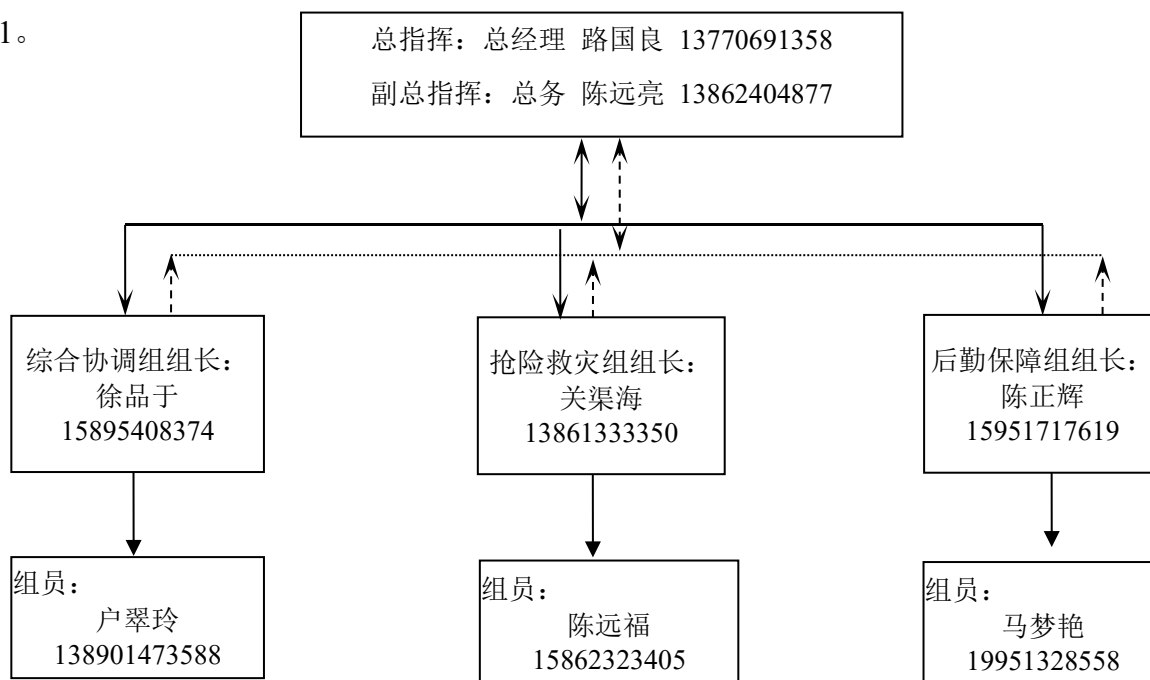 1。
总指挥：总经理 路国良 13770691358
副总指挥：总务 陈远亮 13862404877
综合协调组组长：
徐品于
15895408374
抢险救灾组组长：
关渠海
13861333350
后勤保障组组长：
陈正辉
15951717619
组员：
户翠玲
138901473588
组员：
陈远福
15862323405
组员：
马梦艳
19951328558